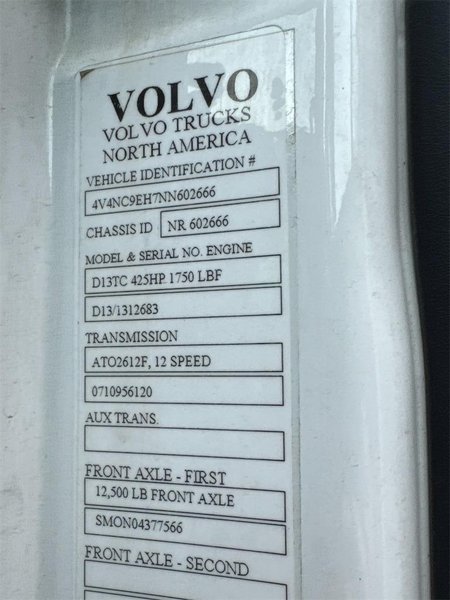 VOLVO
VOLVO TRUCKS
NORTH AMERICA
VEHICLE IDENTIFICATION #
4V4NC9EH7NN602666
CHASSIS ID NR 602666
MODEL & SERIAL NO. ENGINE
D13TC 425HP 1750 LBF
D13/1312683
TRANSMISSION
ATO2612F, 12 SPEED
0710956120
AUX TRANS.
FRONT AXLE - FIRST
12,500 LB FRONT AXLE
SMON04377566
FRONT AXLE - SECOND